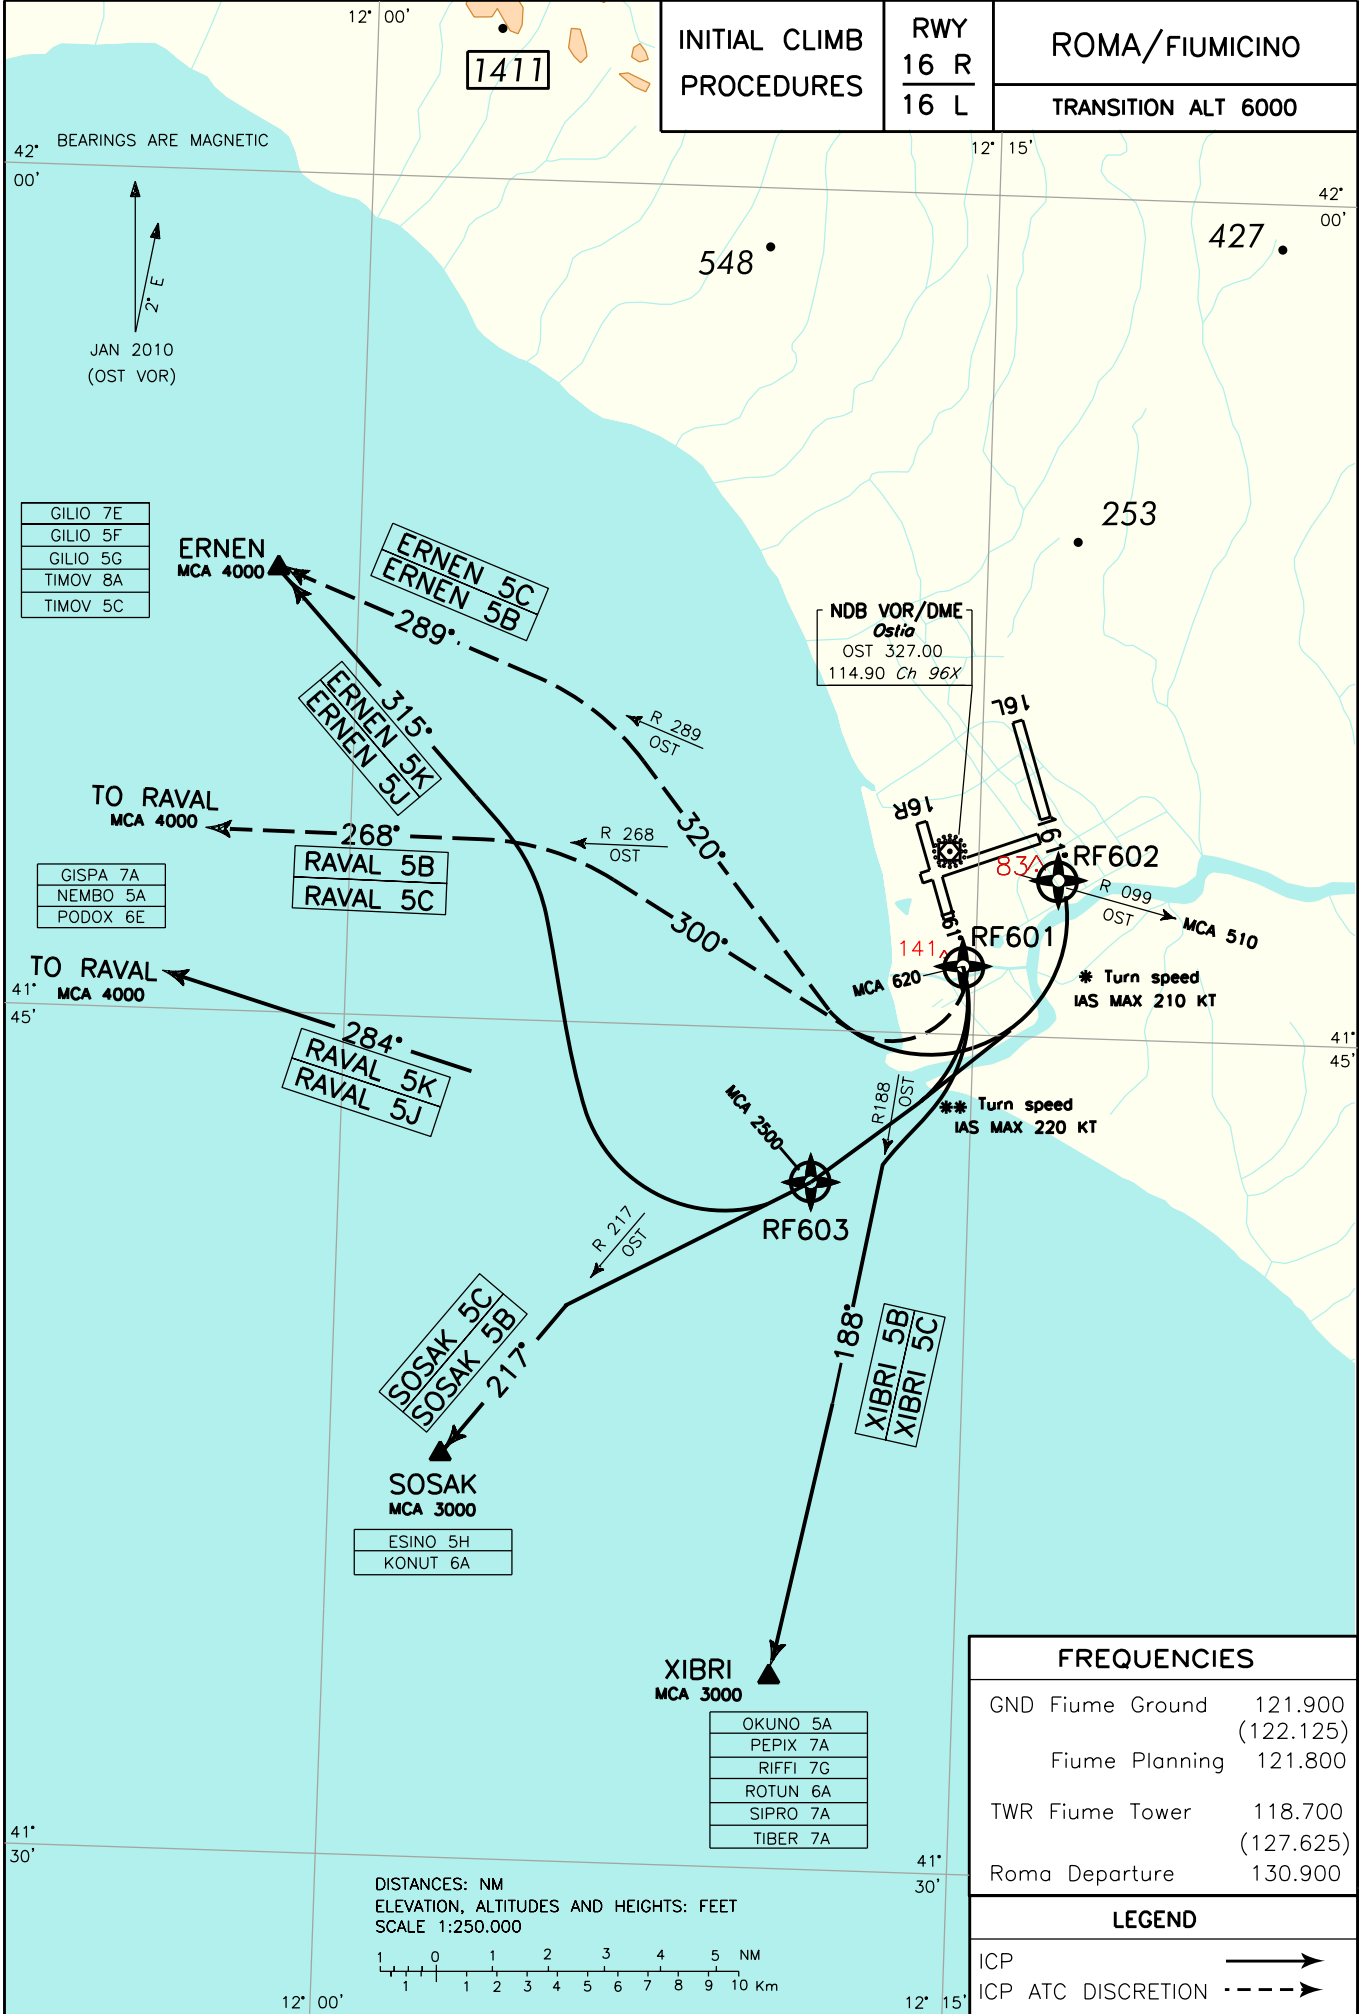 INITIAL CLIMB
PROCEDURES
RWY
16 R
16 L
ROMA/FIUMICINO
TRANSITION ALT 6000
12° 00'
1411
BEARINGS ARE MAGNETIC
42°
00'
12° 15'
42°
00'
2° E
JAN 2010
(OST VOR)
548
427
253
GILIO 7E
GILIO 5F
GILIO 5G
TIMOV 8A
TIMOV 5C
ERNEN
MCA 4000
ERNEN 5C
ERNEN 5B
289°
315°
ERNEN 5K
ERNEN 5J
R 289
OST
NDB VOR/DME
Ostia
OST 327.00
114.90 Ch 96X
16L
16R
161°
161°
TO RAVAL
MCA 4000
268°
RAVAL 5B
RAVAL 5C
R 268
OST
320°
300°
83
RF602
R 099
OST
MCA 510
GISPA 7A
NEMBO 5A
PODOX 6E
141
RF601
MCA 620
* Turn speed
IAS MAX 210 KT
TO RAVAL
MCA 4000
41°
45'
284°
RAVAL 5K
RAVAL 5J
41°
45'
R188
OST
** Turn speed
IAS MAX 220 KT
MCA 2500
RF603
R 217
OST
SOSAK 5C
SOSAK 5B
217°
188°
XIBRI 5B
XIBRI 5C
SOSAK
MCA 3000
ESINO 5H
KONUT 6A
XIBRI
MCA 3000
OKUNO 5A
PEPIX 7A
RIFFI 7G
ROTUN 6A
SIPRO 7A
TIBER 7A
FREQUENCIES
GND Fiume Ground 121.900
(122.125)
Fiume Planning 121.800
TWR Fiume Tower 118.700
(127.625)
Roma Departure 130.900
41°
30'
41°
30'
DISTANCES: NM
ELEVATION, ALTITUDES AND HEIGHTS: FEET
SCALE 1:250.000
1 0 1 2 3 4 5 NM
1 1 2 3 4 5 6 7 8 9 10 Km
LEGEND
ICP
ICP ATC DISCRETION
12° 00'
12° 15'